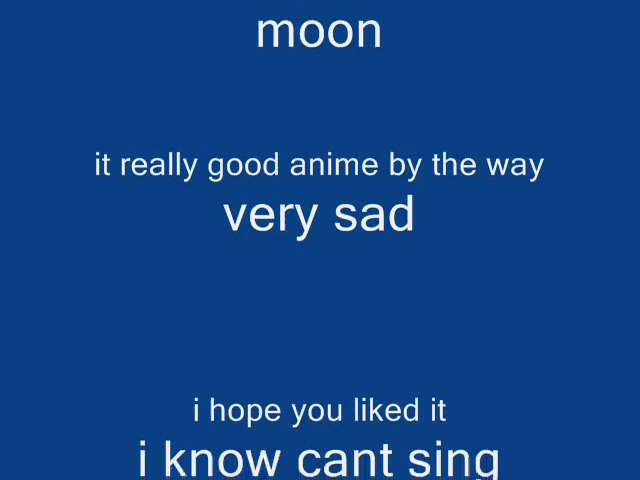 moon
it really good anime by the way
very sad
i hope you liked it
i know cant sing